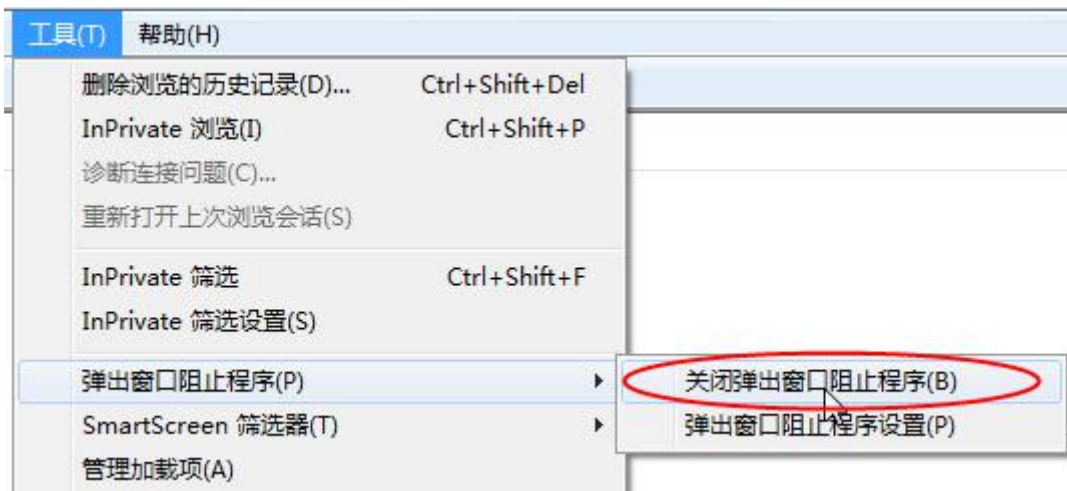 工具(T) 帮助(H)
删除浏览的历史记录(D)... Ctrl+Shift+Del
InPrivate 浏览(I) Ctrl+Shift+P
诊断连接问题(C)...
重新打开上次浏览会话(S)
InPrivate 筛选 Ctrl+Shift+F
InPrivate 筛选设置(S)
弹出窗口阻止程序(P) 关闭弹出窗口阻止程序(B)
SmartScreen 筛选器(T) 弹出窗口阻止程序设置(P)
管理加载项(A)